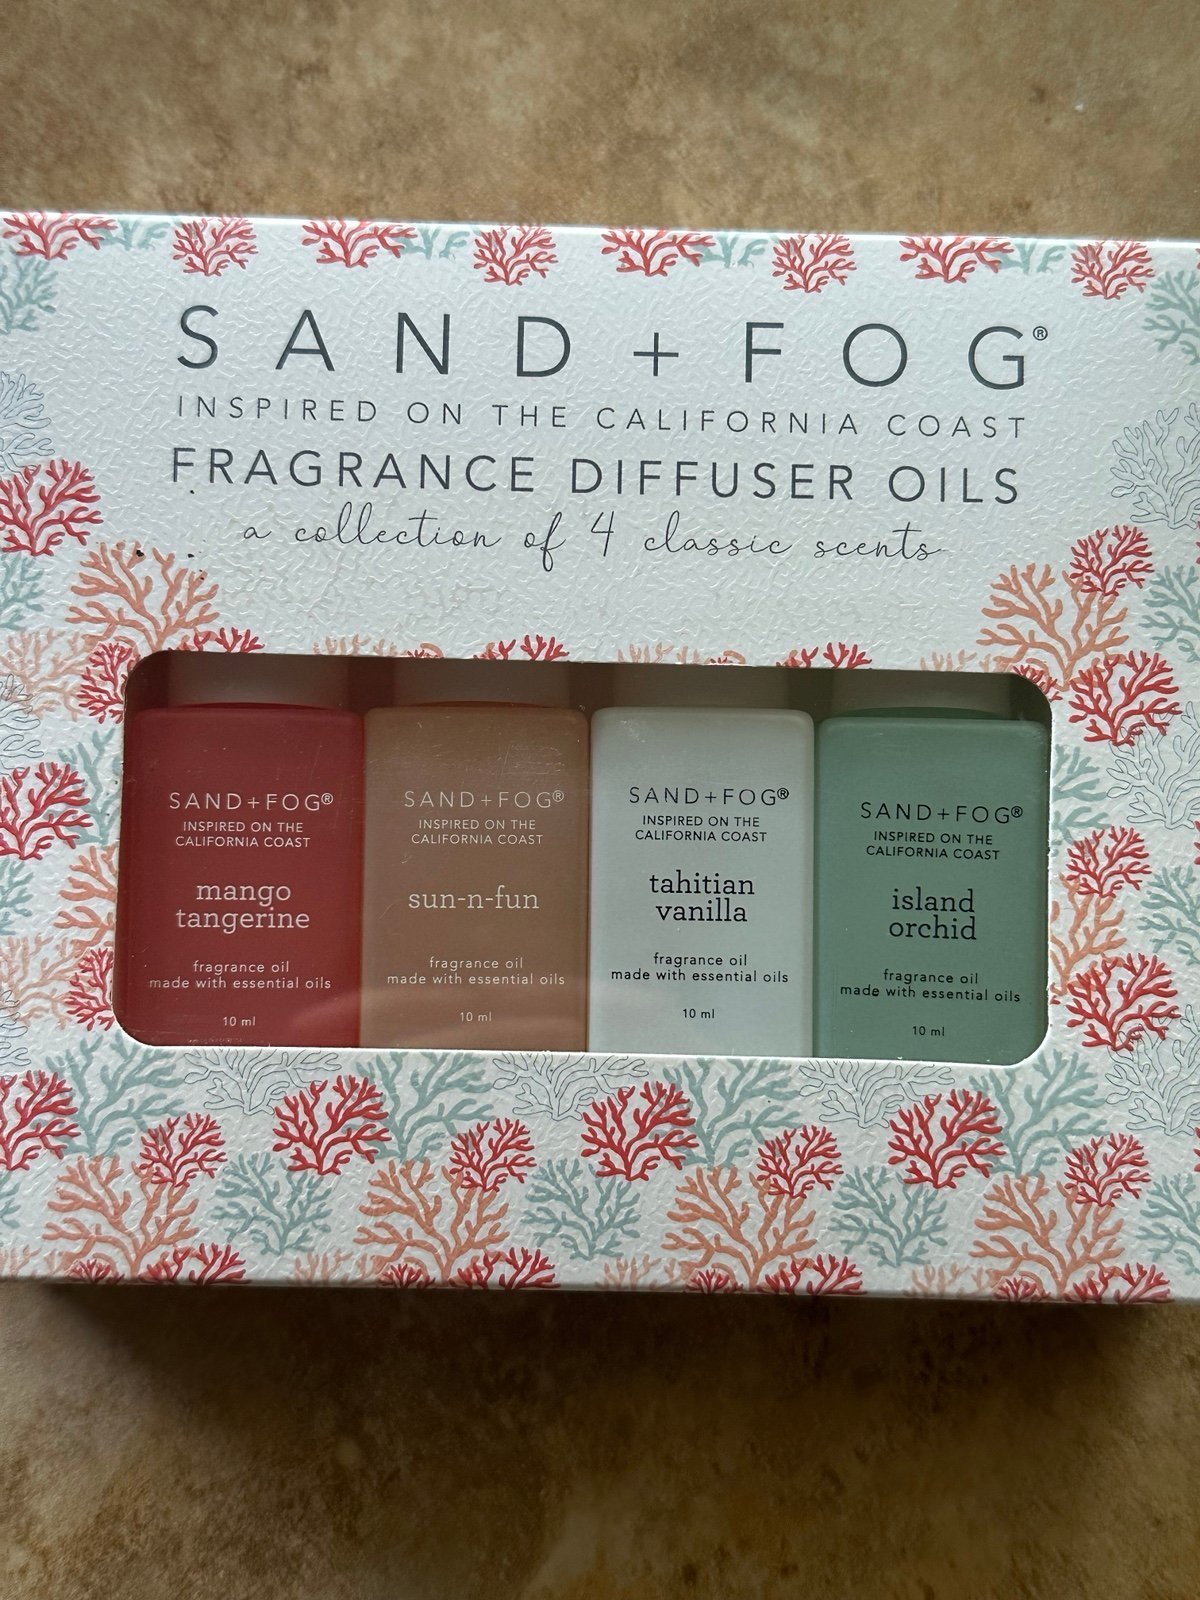 SAND+FOG®
INSPIRED ON THE CALIFORNIA COAST
FRAGRANCE DIFFUSER OILS
a collection of 4 classic scents
SAND+FOG®
INSPIRED ON THE
CALIFORNIA COAST
mango
tangerine
fragrance oil
made with essential oils
10 ml
SAND+FOG®
INSPIRED ON THE
CALIFORNIA COAST
sun-n-fun
fragrance oil
made with essential oils
10 ml
SAND+FOG®
INSPIRED ON THE
CALIFORNIA COAST
tahitian
vanilla
fragrance oil
made with essential oils
10 ml
SAND+FOG®
INSPIRED ON THE
CALIFORNIA COAST
island
orchid
fragrance oil
made with essential oils
10 ml